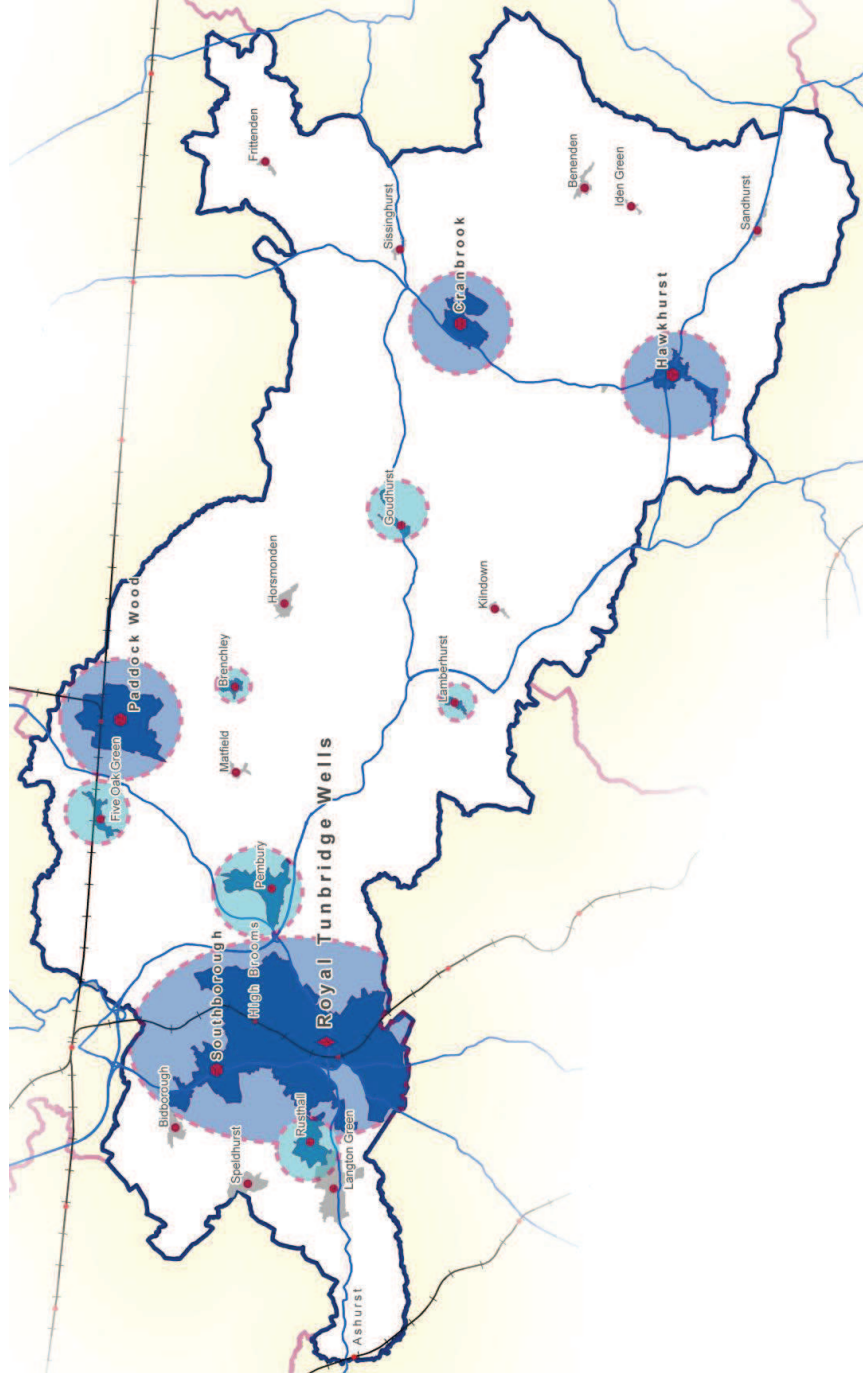 Frittenden
Sissinghurst
Cranbrook
Benenden
Iden Green
Sandhurst
Hawkhurst
Goudhurst
Horsmonden
Kilndown
Paddock Wood
Brenchley
Lamberhurst
Five Oak Green
Matfield
Pembury
Royal Tunbridge Wells
Southborough
High Brooms
Bidborough
Speldhurst
Rusthall
Langton Green
Ashurst